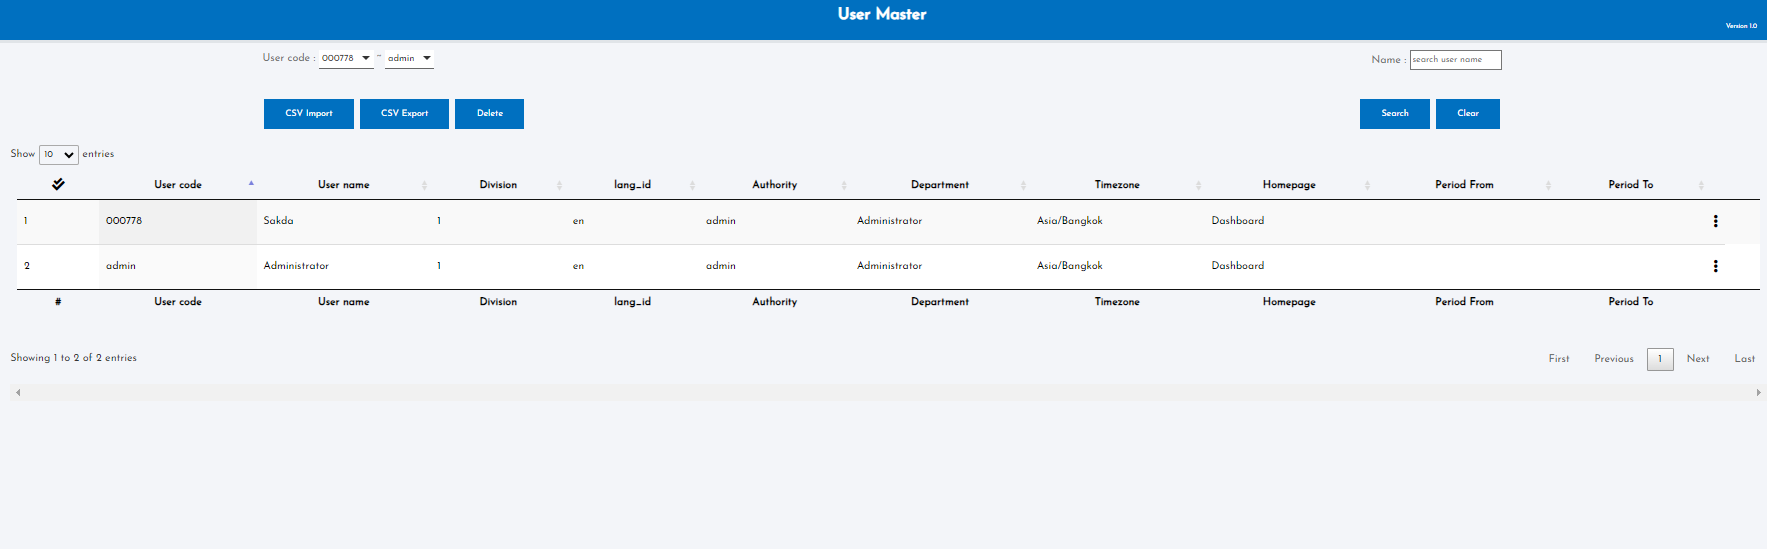 User Master
Version 1.0
User code : 000778 ~ admin Name : search user name
CSV Import CSV Export Delete Search Clear
Show 10 entries
User code User name Division lang_id Authority Department Timezone Homepage Period From Period To
1 000778 Sakda 1 en admin Administrator Asia/Bangkok Dashboard
2 admin Administrator 1 en admin Administrator Asia/Bangkok Dashboard
# User code User name Division lang_id Authority Department Timezone Homepage Period From Period To
Showing 1 to 2 of 2 entries First Previous 1 Next Last